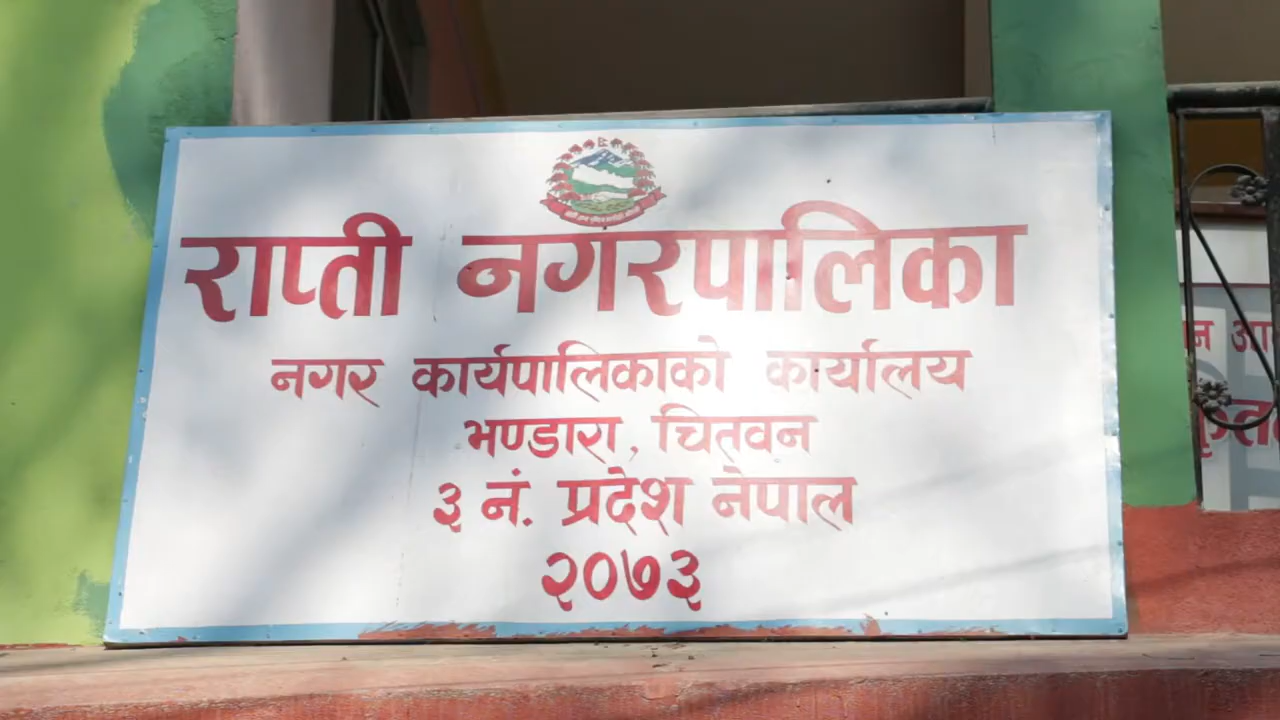 राप्ती नगरपालिका
नगर कार्यपालिकाको कार्यालय
भण्डारा, चितवन
३ नं. प्रदेश नेपाल
२०७३